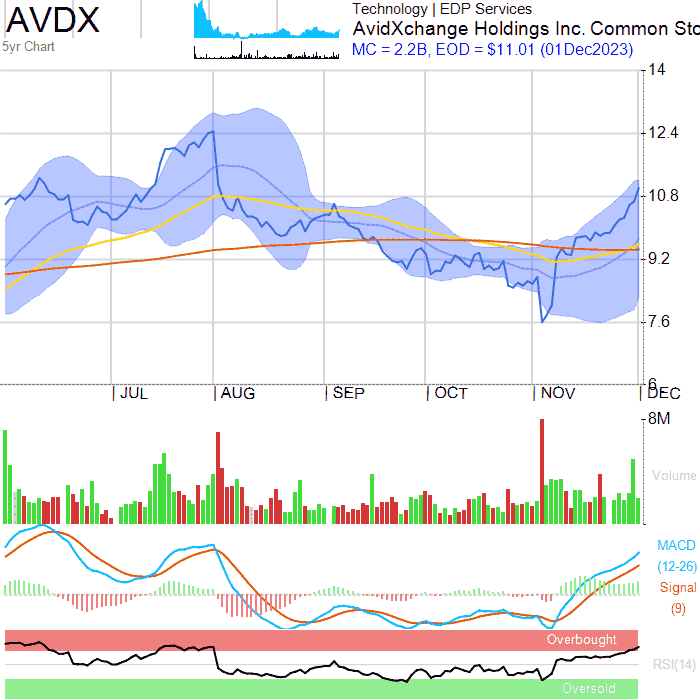 AVDX
5yr Chart
Technology | EDP Services
AvidXchange Holdings Inc. Common Sto
MC = 2.2B, EOD = $11.01 (01Dec2023)
14
12.4
10.8
9.2
7.6
6
JUL AUG SEP OCT NOV DEC
8M
Volume
MACD
(12-26)
Signal
(9)
Overbought
RSI(14)
Oversold